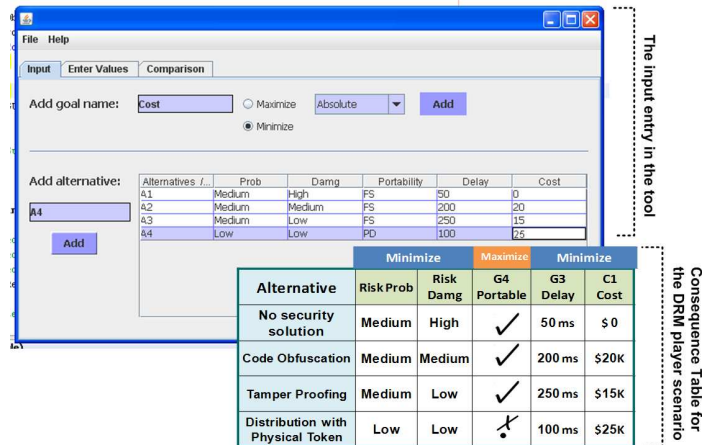 File Help
Input Enter Values Comparison
Add goal name: Cost Maximize Absolute Add
Minimize
Add alternative:
A4
Add
Alternatives /... Prob Damg Portability Delay Cost
A1 Medium High FS 50 0
A2 Medium Medium FS 200 20
A3 Medium Low FS 250 15
A4 Low Low PD 100 25
Minimize Maximize Minimize
Alternative Risk Prob Risk Damg G4 Portable G3 Delay C1 Cost
No security solution Medium High 50 ms $ 0
Code Obfuscation Medium Medium 200 ms $20K
Tamper Proofing Medium Low 250 ms $15K
Distribution with Physical Token Low Low 100 ms $25K
The input entry in the tool
Consequence Table for
the DRM player scenario